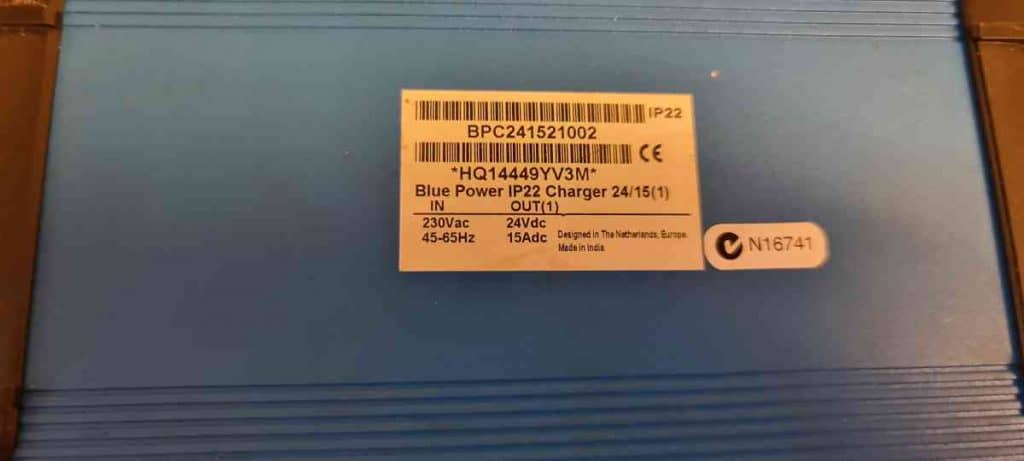 IP22
BPC241521002
CE
*HQ14449YV3M*
Blue Power IP22 Charger 24/15(1)
IN OUT(1)
230Vac 24Vdc
45-65Hz 15Adc
Designed in The Netherlands, Europe.
Made in India
N16741